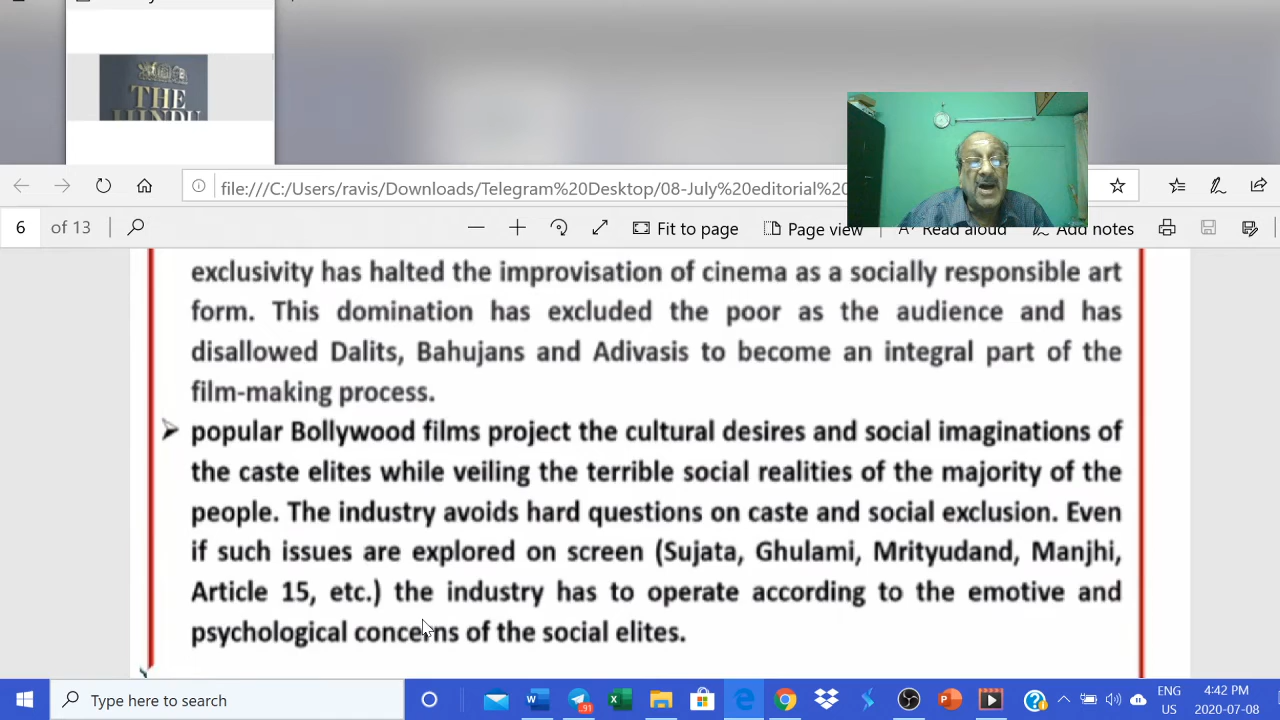 THE
HINDU
file:///C:/Users/ravis/Downloads/Telegram%20Desktop/08-July%20editorial%20
6 of 13
Fit to page
Page view
Read aloud
Add notes
exclusivity has halted the improvisation of cinema as a socially responsible art
form. This domination has excluded the poor as the audience and has
disallowed Dalits, Bahujans and Adivasis to become an integral part of the
film-making process.
➤ popular Bollywood films project the cultural desires and social imaginations of
the caste elites while veiling the terrible social realities of the majority of the
people. The industry avoids hard questions on caste and social exclusion. Even
if such issues are explored on screen (Sujata, Ghulami, Mrityudand, Manjhi,
Article 15, etc.) the industry has to operate according to the emotive and
psychological concerns of the social elites.
Type here to search
91
ENG
US
4:42 PM
2020-07-08